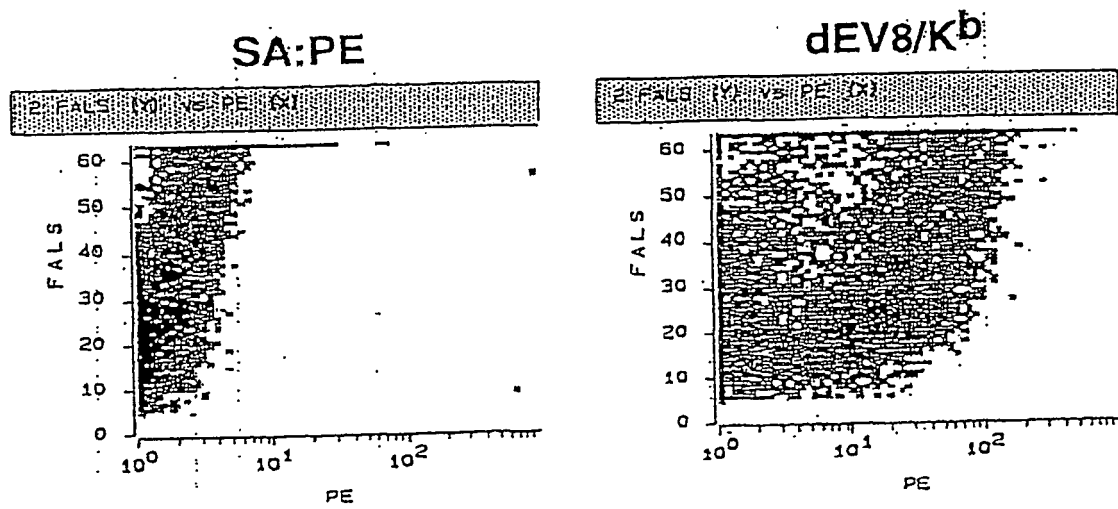 SA:PE
2 FALS (Y) vs PE (X)
60
50
40
30
20
10
0
FALS
10⁰ 10¹ 10²
PE
dEV8/Kᵇ
2 FALS (Y) vs PE (X)
60
50
40
30
20
10
0
FALS
10⁰ 10¹ 10²
PE